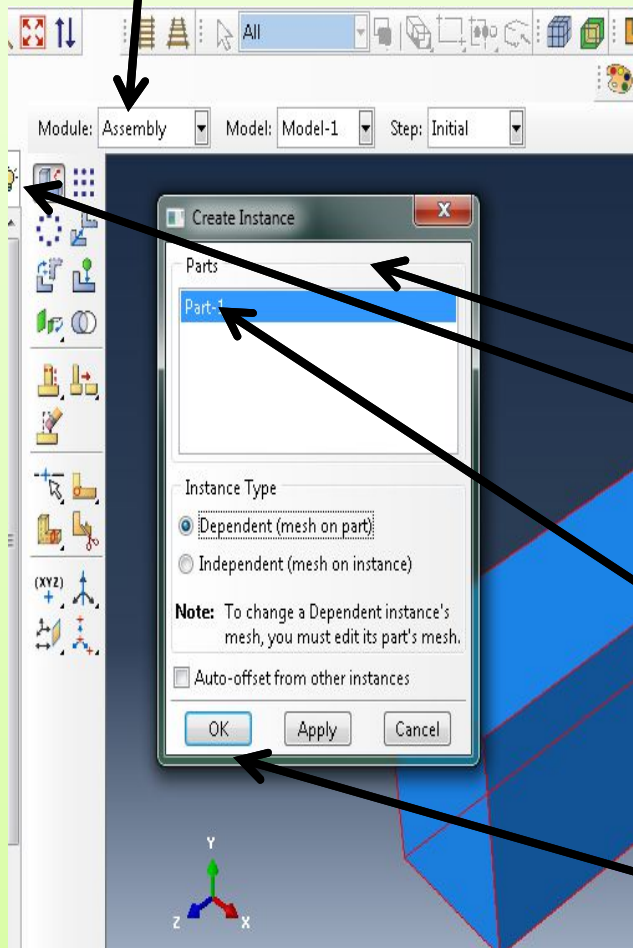 All
Module: Assembly Model: Model-1 Step: Initial
Create Instance
X
Parts
Part-1
Instance Type
Dependent (mesh on part)
Independent (mesh on instance)
Note: To change a Dependent instance's
mesh, you must edit its part's mesh.
Auto-offset from other instances
OK Apply Cancel
(XYZ)
Y
Z X